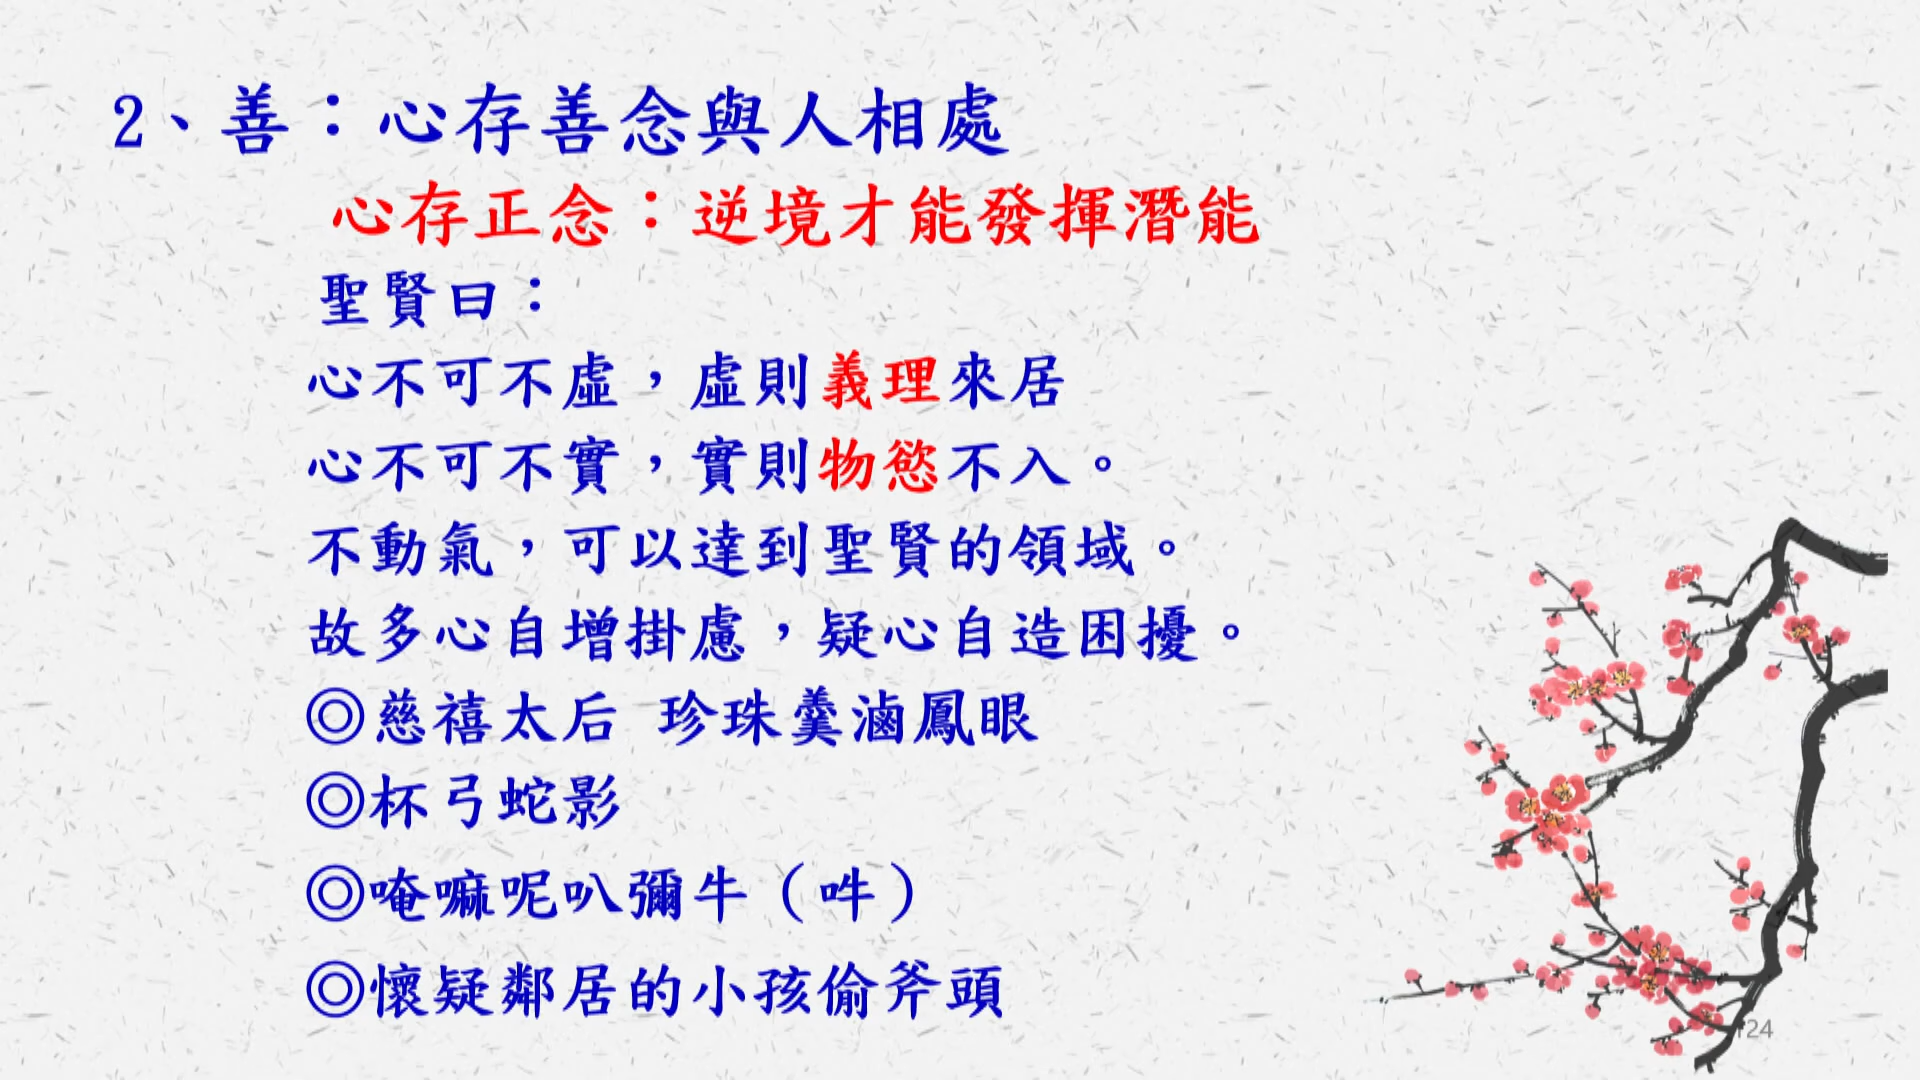 2、善：心存善念與人相處
心存正念：逆境才能發揮潛能
聖賢曰：
心不可不虛，虛則義理來居
心不可不實，實則物慾不入。
不動氣，可以達到聖賢的領域。
故多心自增掛慮，疑心自造困擾。
◎慈禧太后 珍珠羹滷鳳眼
◎杯弓蛇影
◎唵嘛呢叭彌牛（吽）
◎懷疑鄰居的小孩偷斧頭
124